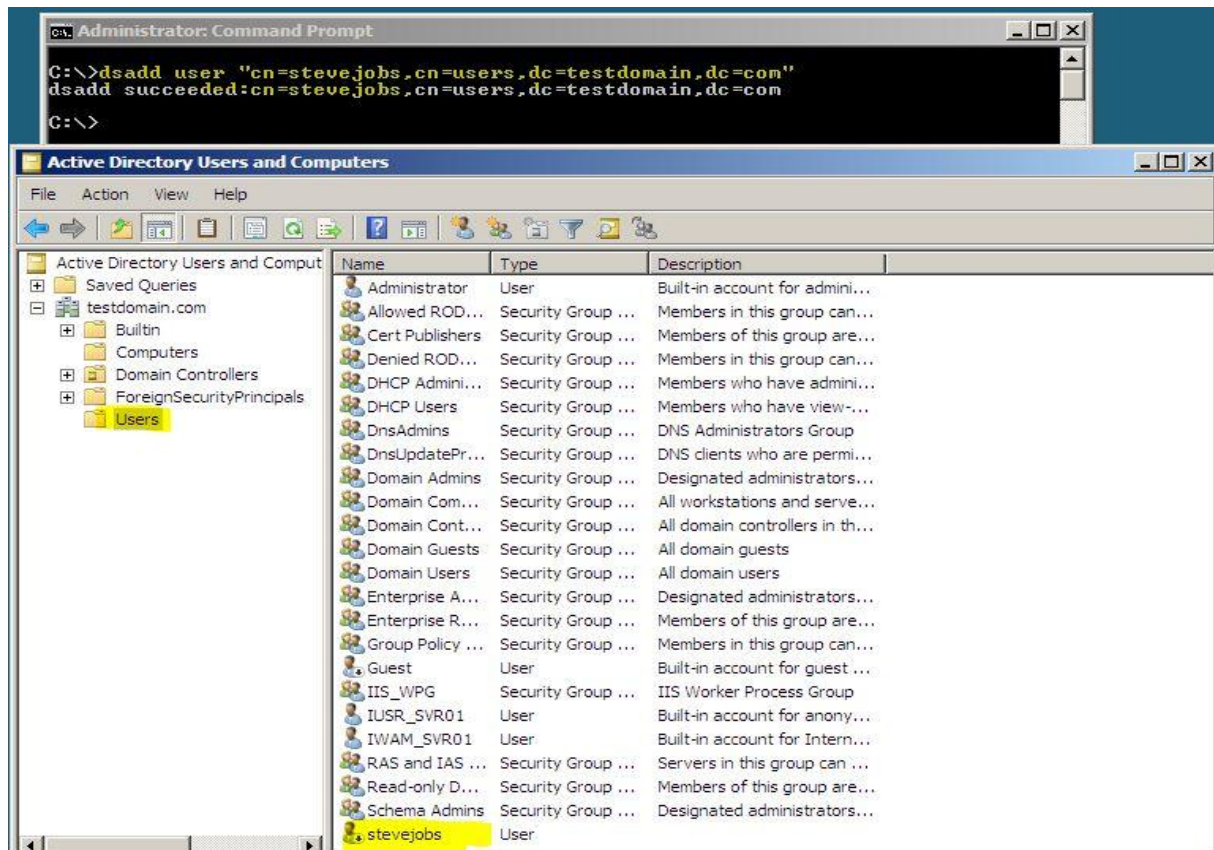 Administrator: Command Prompt
C:\>dsadd user "cn=stevejobs,cn=users,dc=testdomain,dc=com"
dsadd succeeded:cn=stevejobs,cn=users,dc=testdomain,dc=com
C:\>
Active Directory Users and Computers
File Action View Help
Active Directory Users and Comput
Saved Queries
testdomain.com
Builtin
Computers
Domain Controllers
ForeignSecurityPrincipals
Users
Name Type Description
Administrator User Built-in account for admini...
Allowed ROD... Security Group ... Members in this group can...
Cert Publishers Security Group ... Members of this group are...
Denied ROD... Security Group ... Members in this group can...
DHCP Admini... Security Group ... Members who have admini...
DHCP Users Security Group ... Members who have view-...
DnsAdmins Security Group ... DNS Administrators Group
DnsUpdatePr... Security Group ... DNS clients who are permi...
Domain Admins Security Group ... Designated administrators...
Domain Com... Security Group ... All workstations and serve...
Domain Cont... Security Group ... All domain controllers in th...
Domain Guests Security Group ... All domain guests
Domain Users Security Group ... All domain users
Enterprise A... Security Group ... Designated administrators...
Enterprise R... Security Group ... Members of this group are...
Group Policy ... Security Group ... Members in this group can...
Guest User Built-in account for guest ...
IIS_WPG Security Group ... IIS Worker Process Group
IUSR_SVR01 User Built-in account for anony...
IWAM_SVR01 User Built-in account for Intern...
RAS and IAS ... Security Group ... Servers in this group can ...
Read-only D... Security Group ... Members of this group are...
Schema Admins Security Group ... Designated administrators...
stevejobs User